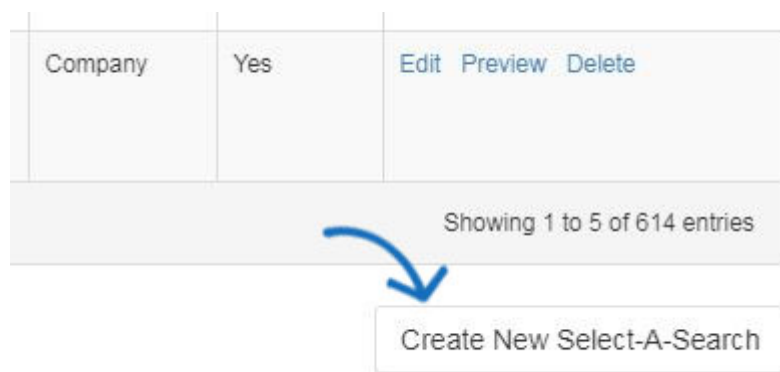 Company Yes Edit Preview Delete
Showing 1 to 5 of 614 entries
Create New Select-A-Search